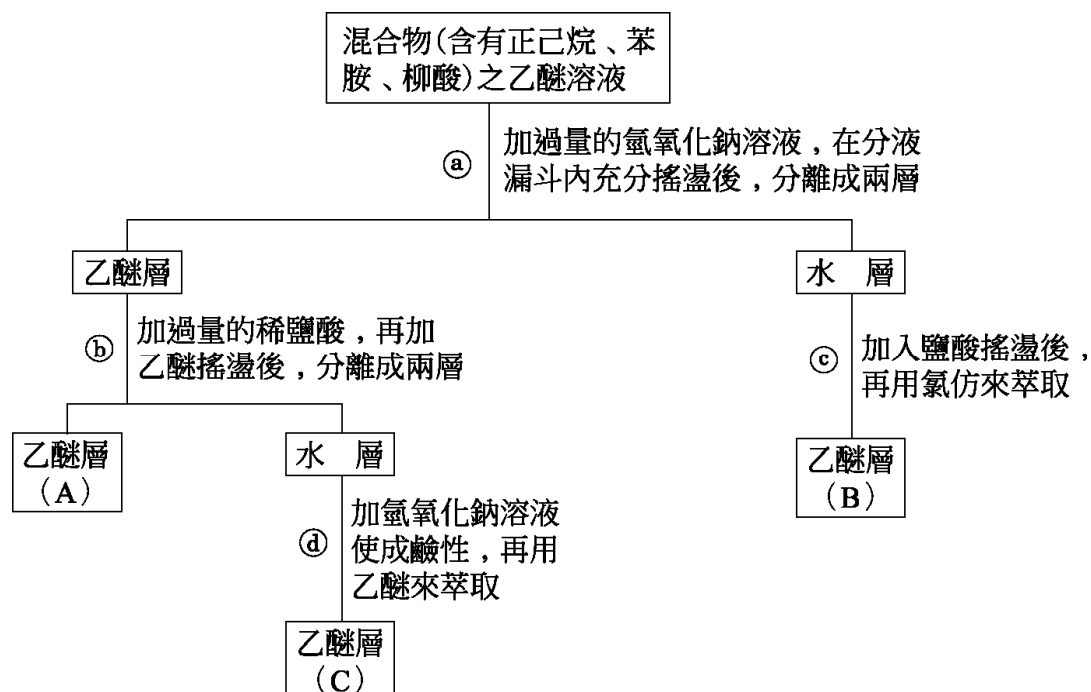 混合物(含有正己烷、苯
胺、柳酸)之乙醚溶液
ⓐ
加過量的氫氧化鈉溶液，在分液
漏斗內充分搖盪後，分離成兩層
乙醚層
水　層
ⓑ
加過量的稀鹽酸，再加
乙醚搖盪後，分離成兩層
ⓒ
加入鹽酸搖盪後，
再用氯仿來萃取
乙醚層
（A）
水　層
乙醚層
（B）
ⓓ
加氫氧化鈉溶液
使成鹼性，再用
乙醚來萃取
乙醚層
（C）